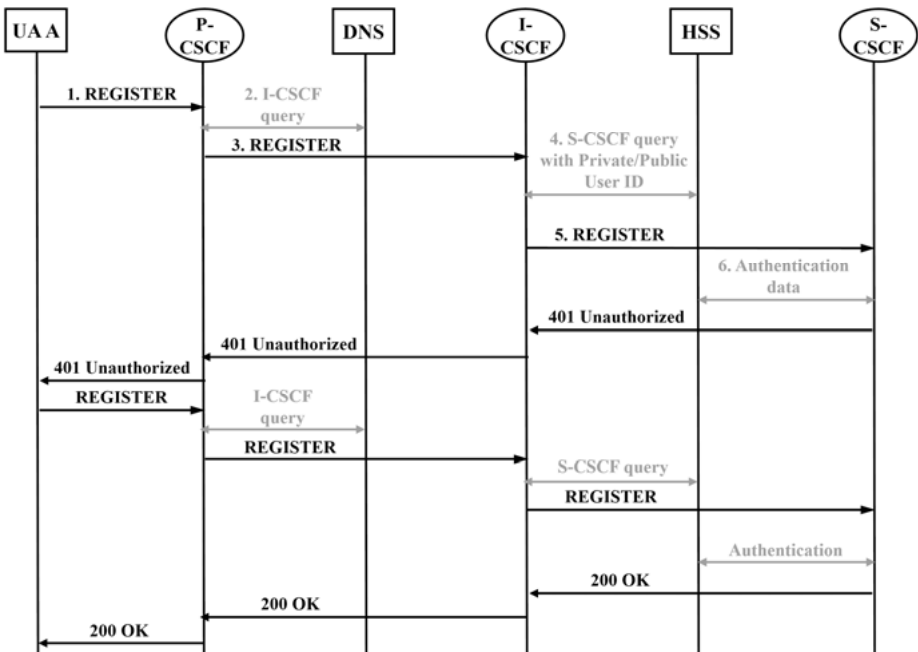 UA A
P-
CSCF
DNS
I-
CSCF
HSS
S-
CSCF
1. REGISTER
2. I-CSCF
query
3. REGISTER
4. S-CSCF query
with Private/Public
User ID
5. REGISTER
6. Authentication
data
401 Unauthorized
401 Unauthorized
401 Unauthorized
REGISTER
I-CSCF
query
REGISTER
S-CSCF query
REGISTER
Authentication
200 OK
200 OK
200 OK